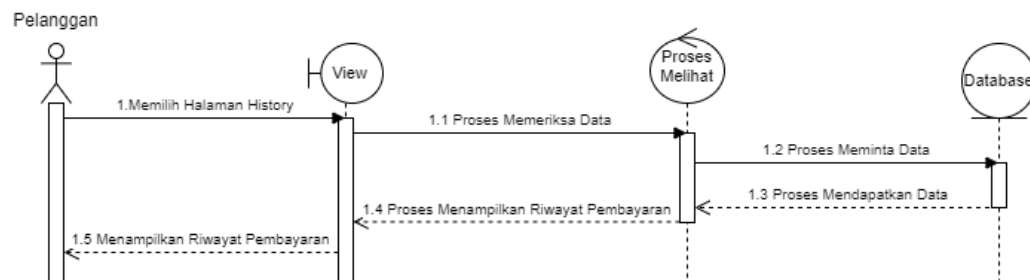 Pelanggan
View
Proses
Melihat
Database
1.Memilih Halaman History
1.1 Proses Memeriksa Data
1.2 Proses Meminta Data
1.3 Proses Mendapatkan Data
1.4 Proses Menampilkan Riwayat Pembayaran
1.5 Menampilkan Riwayat Pembayaran